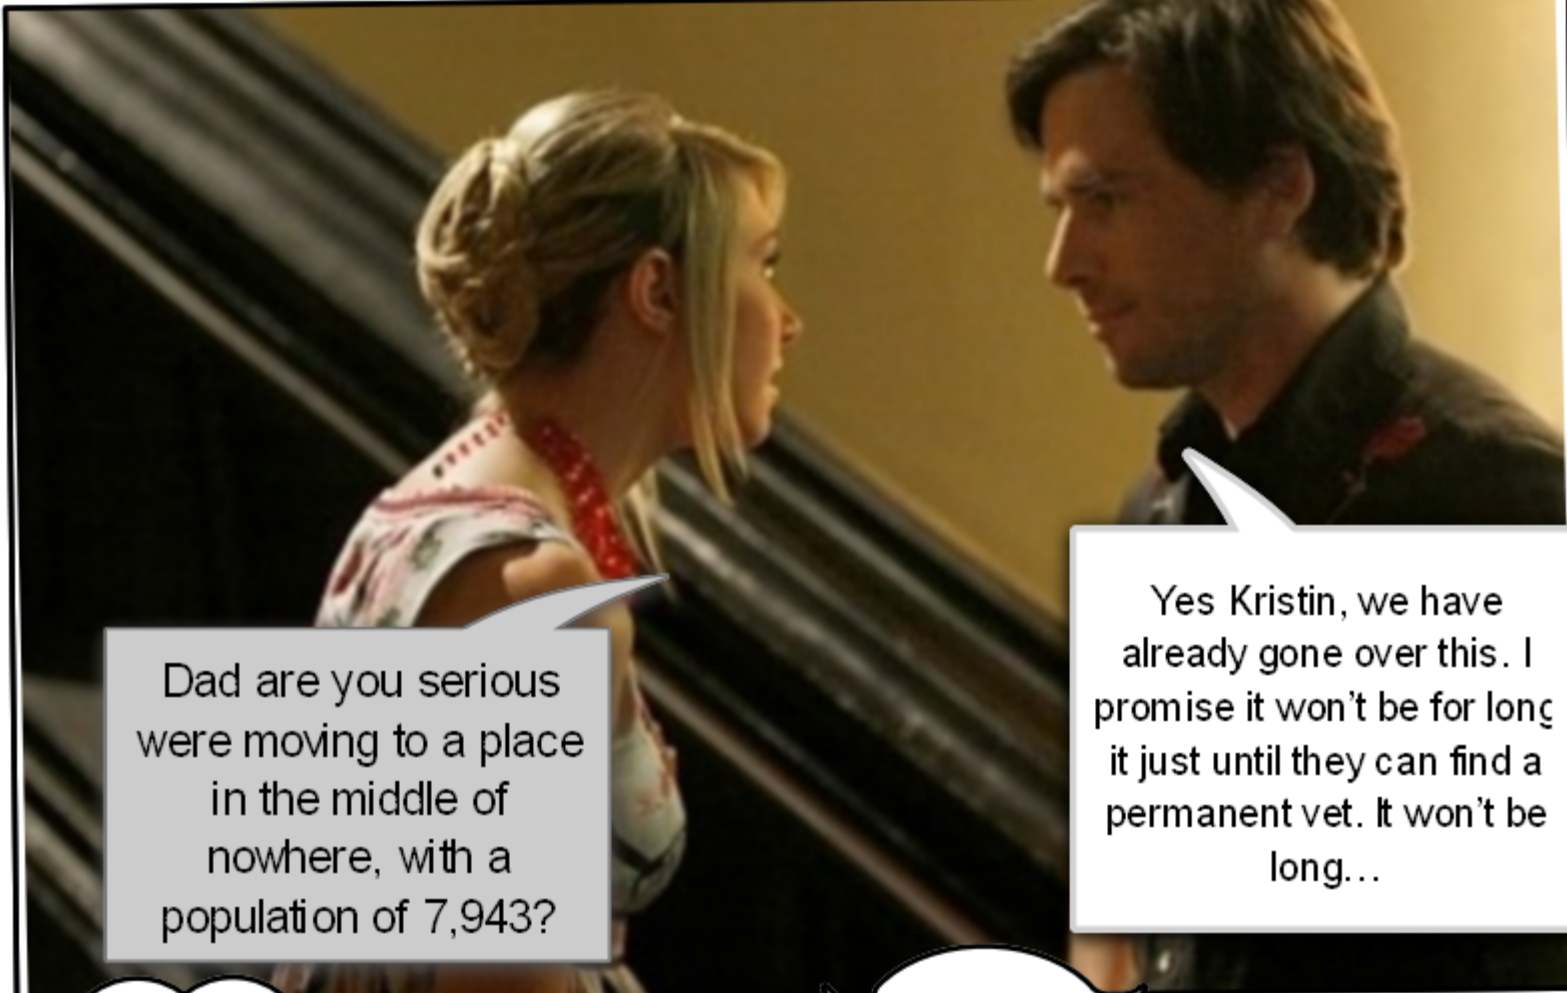 Dad are you serious
were moving to a place
in the middle of
nowhere, with a
population of 7,943?
Yes Kristin, we have
already gone over this. I
promise it won't be for long
it just until they can find a
permanent vet. It won't be
long...